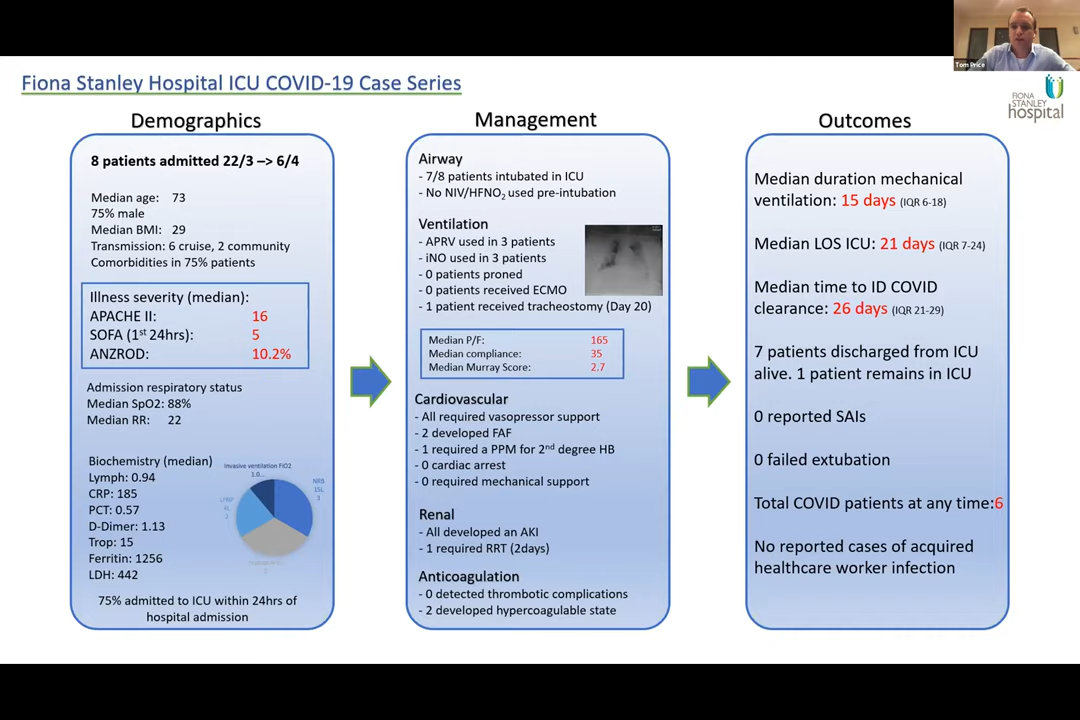 Tom Price
Fiona Stanley Hospital ICU COVID-19 Case Series
FIONA
STANLEY
hospital
Demographics
8 patients admitted 22/3 –> 6/4
Median age: 73
75% male
Median BMI: 29
Transmission: 6 cruise, 2 community
Comorbidities in 75% patients
Illness severity (median):
APACHE II: 16
SOFA (1st 24hrs): 5
ANZROD: 10.2%
Admission respiratory status
Median SpO2: 88%
Median RR: 22
Biochemistry (median)
Lymph: 0.94
CRP: 185
PCT: 0.57
D-Dimer: 1.13
Trop: 15
Ferritin: 1256
LDH: 442
Invasive ventilation FiO2
1.0...
NRB
15L
3
6L
2
2
75% admitted to ICU within 24hrs of
hospital admission
Management
Airway
- 7/8 patients intubated in ICU
- No NIV/HFNO2 used pre-intubation
Ventilation
- APRV used in 3 patients
- iNO used in 3 patients
- 0 patients proned
- 0 patients received ECMO
- 1 patient received tracheostomy (Day 20)
Median P/F: 165
Median compliance: 35
Median Murray Score: 2.7
Cardiovascular
- All required vasopressor support
- 2 developed FAF
- 1 required a PPM for 2nd degree HB
- 0 cardiac arrest
- 0 required mechanical support
Renal
- All developed an AKI
- 1 required RRT (2days)
Anticoagulation
- 0 detected thrombotic complications
- 2 developed hypercoagulable state
Outcomes
Median duration mechanical
ventilation: 15 days (IQR 6-18)
Median LOS ICU: 21 days (IQR 7-24)
Median time to ID COVID
clearance: 26 days (IQR 21-29)
7 patients discharged from ICU
alive. 1 patient remains in ICU
0 reported SAIs
0 failed extubation
Total COVID patients at any time:6
No reported cases of acquired
healthcare worker infection